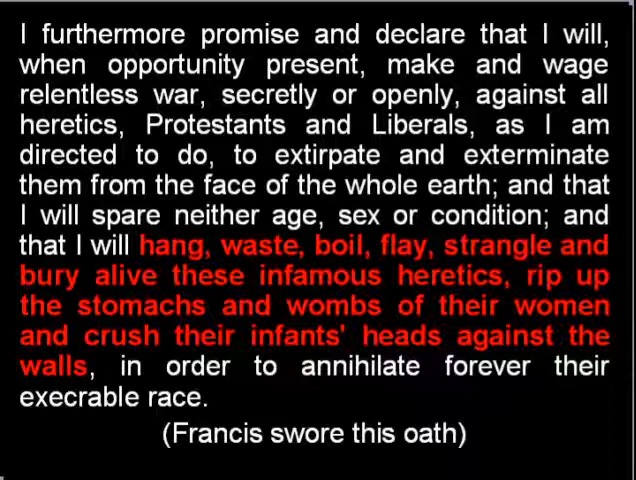 I furthermore promise and declare that I will,
when opportunity present, make and wage
relentless war, secretly or openly, against all
heretics, Protestants and Liberals, as I am
directed to do, to extirpate and exterminate
them from the face of the whole earth; and that
I will spare neither age, sex or condition; and
that I will hang, waste, boil, flay, strangle and
bury alive these infamous heretics, rip up
the stomachs and wombs of their women
and crush their infants' heads against the
walls, in order to annihilate forever their
execrable race.
(Francis swore this oath)